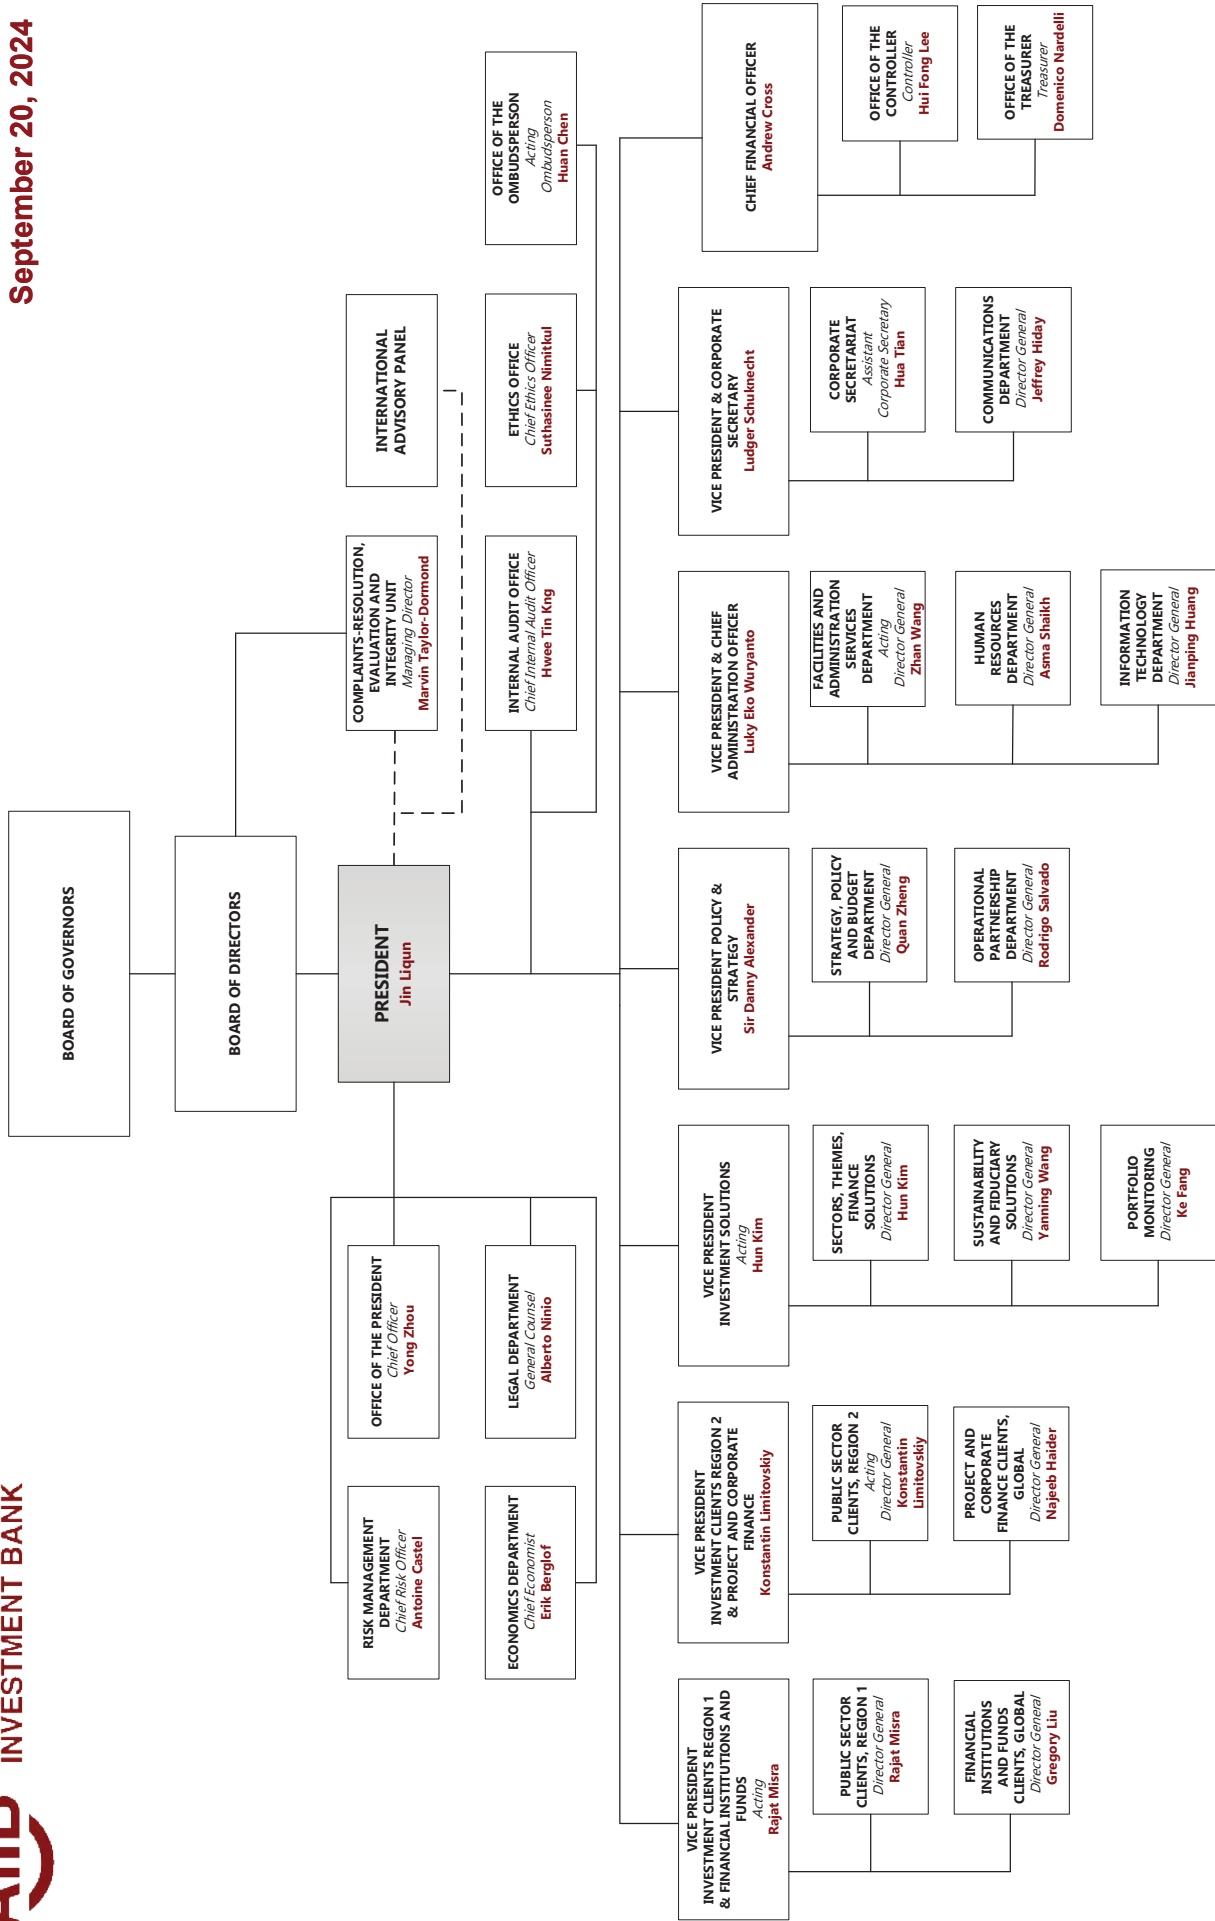 AIIB
INVESTMENT BANK
September 20, 2024
BOARD OF GOVERNORS
BOARD OF DIRECTORS
PRESIDENT
Jin Liqun
RISK MANAGEMENT
DEPARTMENT
Chief Risk Officer
Antoine Castel
OFFICE OF THE PRESIDENT
Chief Officer
Yong Zhou
COMPLAINTS-RESOLUTION,
EVALUATION AND
INTEGRITY UNIT
Managing Director
Marvin Taylor-Dormond
INTERNATIONAL
ADVISORY PANEL
ECONOMICS DEPARTMENT
Chief Economist
Erik Berglof
LEGAL DEPARTMENT
General Counsel
Alberto Ninio
INTERNAL AUDIT OFFICE
Chief Internal Audit Officer
Hwee Tin Kng
ETHICS OFFICE
Chief Ethics Officer
Suthasinee Nimitkul
OFFICE OF THE
OMBUDSPERSON
Acting
Ombudsperson
Huan Chen
VICE PRESIDENT
INVESTMENT CLIENTS REGION 1
& FINANCIAL INSTITUTIONS AND
FUNDS
Acting
Rajat Misra
PUBLIC SECTOR
CLIENTS, REGION 1
Director General
Rajat Misra
FINANCIAL
INSTITUTIONS
AND FUNDS
CLIENTS, GLOBAL
Director General
Gregory Liu
VICE PRESIDENT
INVESTMENT CLIENTS REGION 2
& PROJECT AND CORPORATE
FINANCE
Konstantin Limitovskiy
PUBLIC SECTOR
CLIENTS, REGION 2
Acting
Director General
Konstantin
Limitovskiy
PROJECT AND
CORPORATE
FINANCE CLIENTS,
GLOBAL
Director General
Najeeb Haider
VICE PRESIDENT
INVESTMENT SOLUTIONS
Acting
Hun Kim
SECTORS, THEMES,
FINANCE
SOLUTIONS
Director General
Hun Kim
SUSTAINABILITY
AND FIDUCIARY
SOLUTIONS
Director General
Yanning Wang
PORTFOLIO
MONITORING
Director General
Ke Fang
VICE PRESIDENT POLICY &
STRATEGY
Sir Danny Alexander
STRATEGY, POLICY
AND BUDGET
DEPARTMENT
Director General
Quan Zheng
OPERATIONAL
PARTNERSHIP
DEPARTMENT
Director General
Rodrigo Salvado
VICE PRESIDENT & CHIEF
ADMINISTRATION OFFICER
Luky Eko Wuryanto
FACILITIES AND
ADMINISTRATION
SERVICES
DEPARTMENT
Acting
Director General
Zhan Wang
HUMAN
RESOURCES
DEPARTMENT
Director General
Asma Shaikh
INFORMATION
TECHNOLOGY
DEPARTMENT
Director General
Jianping Huang
VICE PRESIDENT & CORPORATE
SECRETARY
Ludger Schuknecht
CORPORATE
SECRETARIAT
Assistant
Corporate Secretary
Hua Tian
COMMUNICATIONS
DEPARTMENT
Director General
Jeffrey Hiday
CHIEF FINANCIAL OFFICER
Andrew Cross
OFFICE OF THE
CONTROLLER
Controller
Hui Fong Lee
OFFICE OF THE
TREASURER
Treasurer
Domenico Nardelli